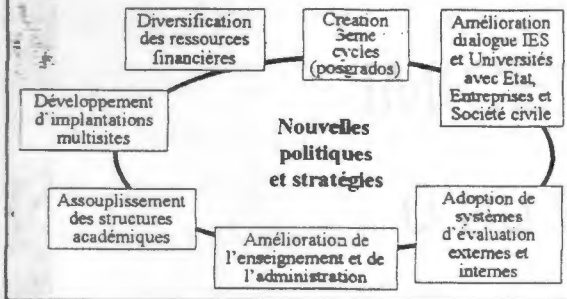 Diversification
des ressources
financières
Creation
3eme
cycles
(posgrados)
Amélioration
dialogue IES
et Universités
avec Etat,
Entreprises et
Société civile
Développement
d'implantations
multisites
Nouvelles
politiques
et stratégies
Assouplissement
des structures
académiques
Amélioration de
l'enseignement et de
l'administration
Adoption de
systèmes
d'évaluation
externes et
internes